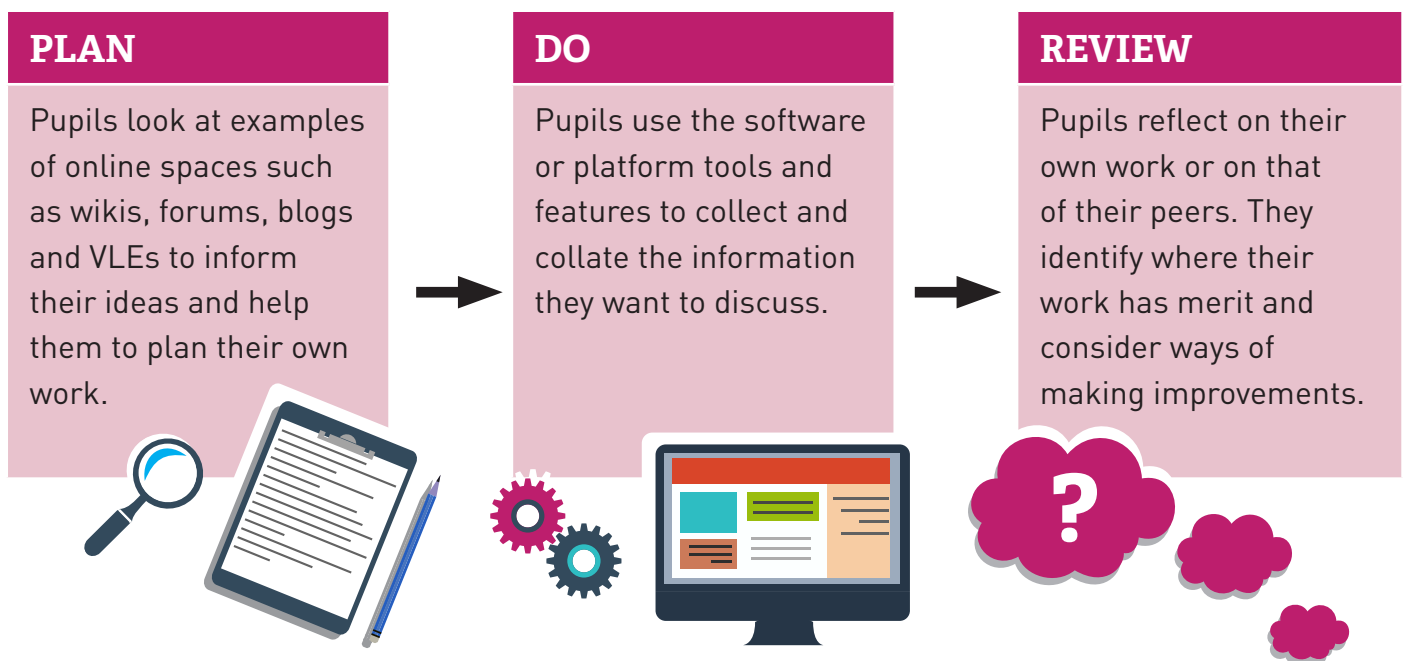 PLAN
Pupils look at examples
of online spaces such
as wikis, forums, blogs
and VLEs to inform
their ideas and help
them to plan their own
work.
DO
Pupils use the software
or platform tools and
features to collect and
collate the information
they want to discuss.
REVIEW
Pupils reflect on their
own work or on that
of their peers. They
identify where their
work has merit and
consider ways of
making improvements.
?